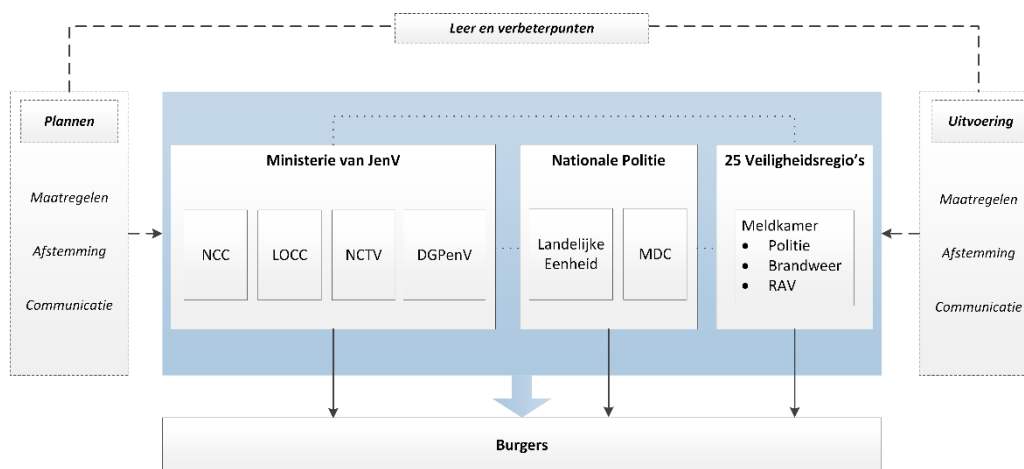 Leer en verbeterpunten
Plannen
Maatregelen
Afstemming
Communicatie
Ministerie van JenV
NCC
LOCC
NCTV
DGPenV
Nationale Politie
Landelijke
Eenheid
MDC
25 Veiligheidsregio's
Meldkamer
• Politie
• Brandweer
• RAV
Uitvoering
Maatregelen
Afstemming
Communicatie
Burgers